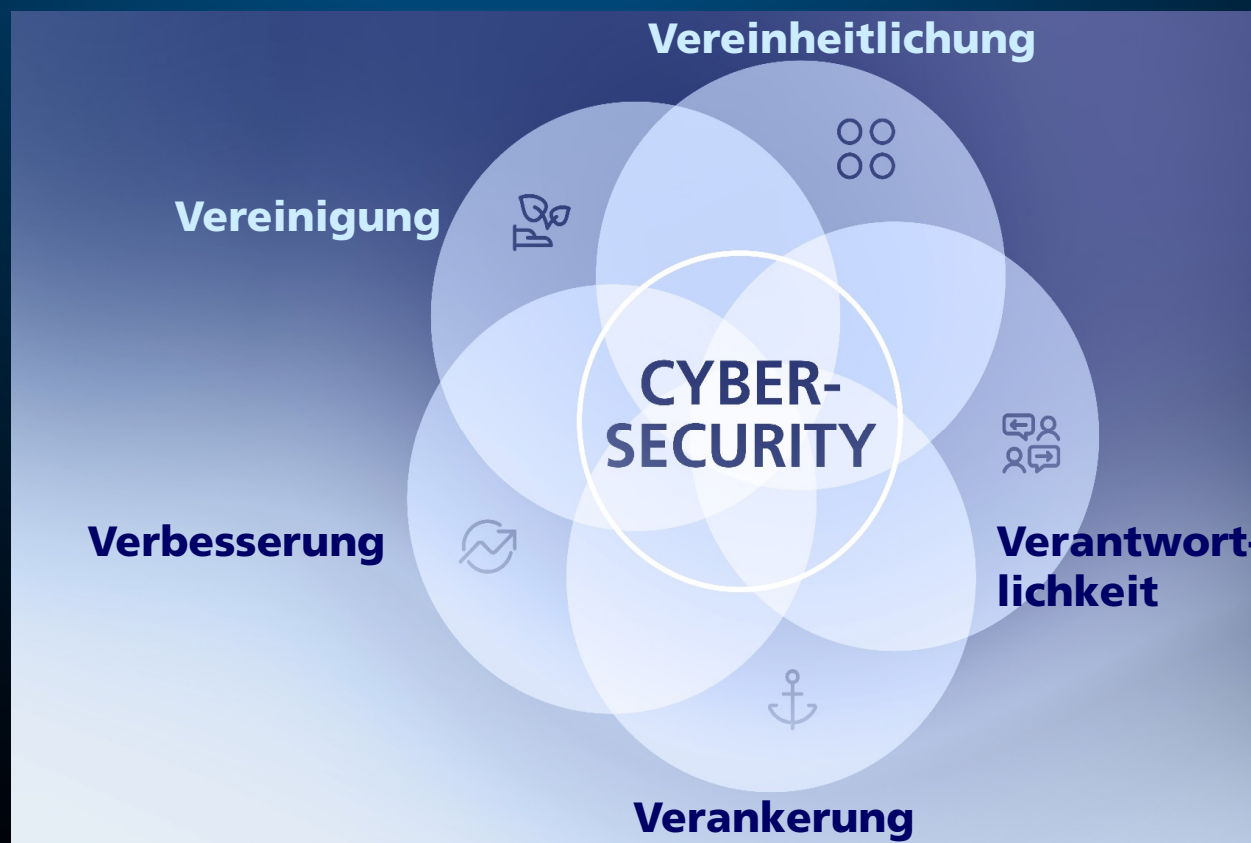 Vereinheitlichung
Vereinigung
CYBER-
SECURITY
Verbesserung
Verantwort-
lichkeit
Verankerung